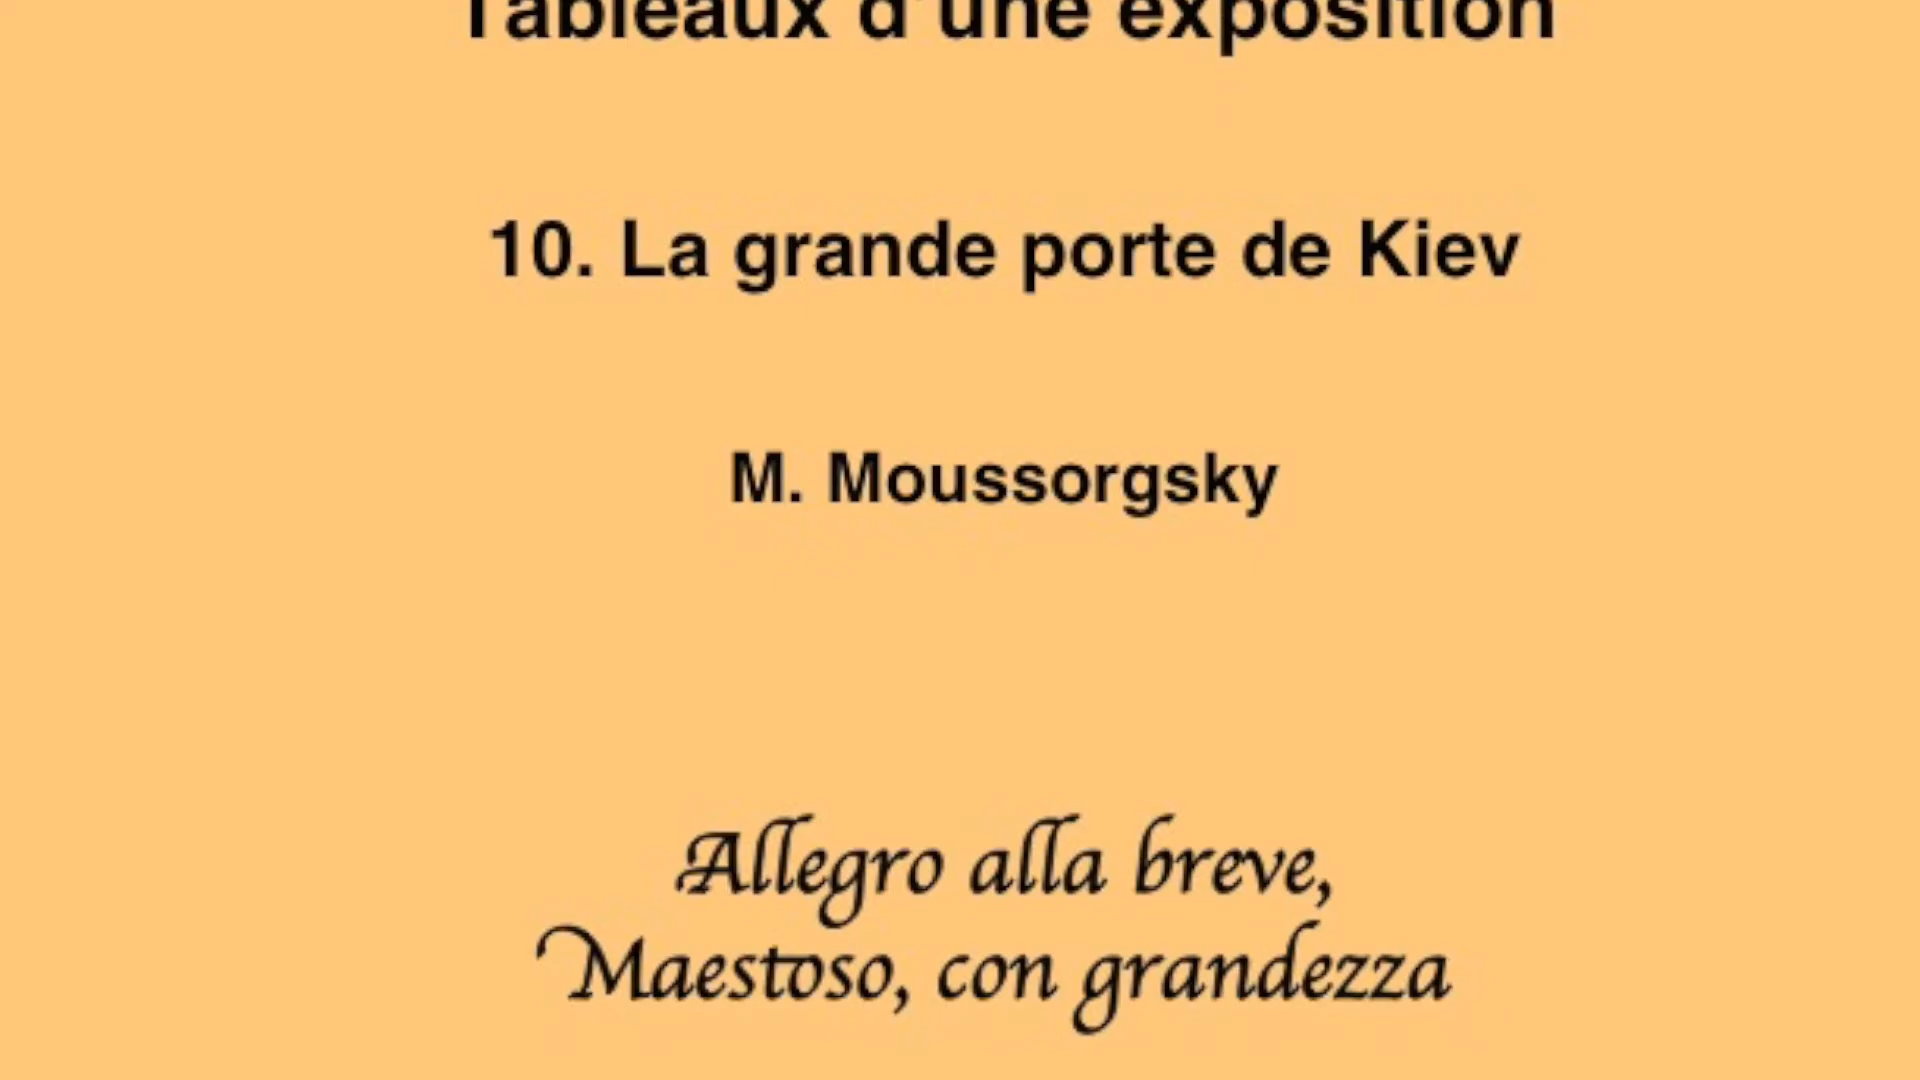 Tableaux d'une exposition
10. La grande porte de Kiev
M. Moussorgsky
Allegro alla breve,
Maestoso, con grandezza